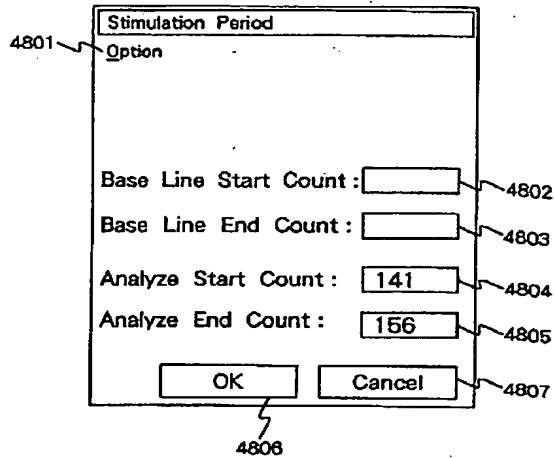 Stimulation Period
4801
Option
Base Line Start Count :
4802
Base Line End Count :
4803
Analyze Start Count : 141
4804
Analyze End Count : 156
4805
OK Cancel
4807
4806